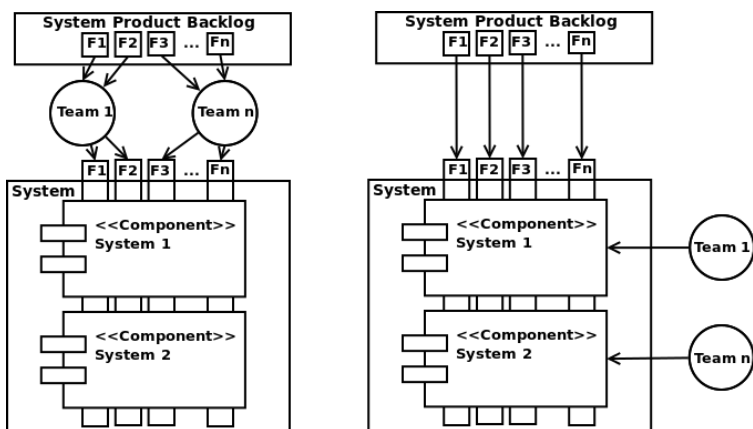 System Product Backlog
F1 F2 F3 ... Fn
Team 1
Team n
F1 F2 F3 ... Fn
System
<<Component>>
System 1
<<Component>>
System 2
System Product Backlog
F1 F2 F3 ... Fn
F1 F2 F3 ... Fn
System
<<Component>>
System 1
Team 1
<<Component>>
System 2
Team n